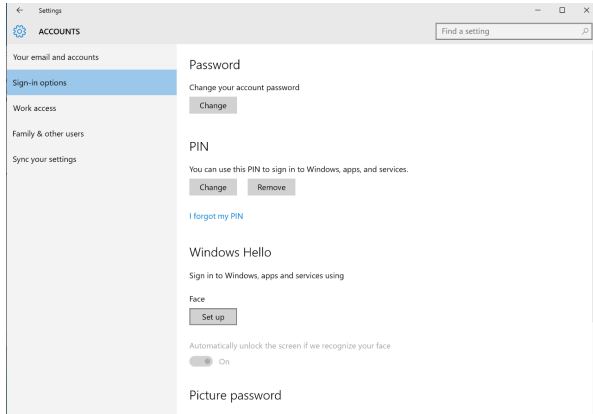 Settings
ACCOUNTS
Find a setting
Your email and accounts
Sign-in options
Work access
Family & other users
Sync your settings
Password
Change your account password
Change
PIN
You can use this PIN to sign in to Windows, apps, and services.
Change Remove
I forgot my PIN
Windows Hello
Sign in to Windows, apps and services using
Face
Set up
Automatically unlock the screen if we recognize your face
On
Picture password